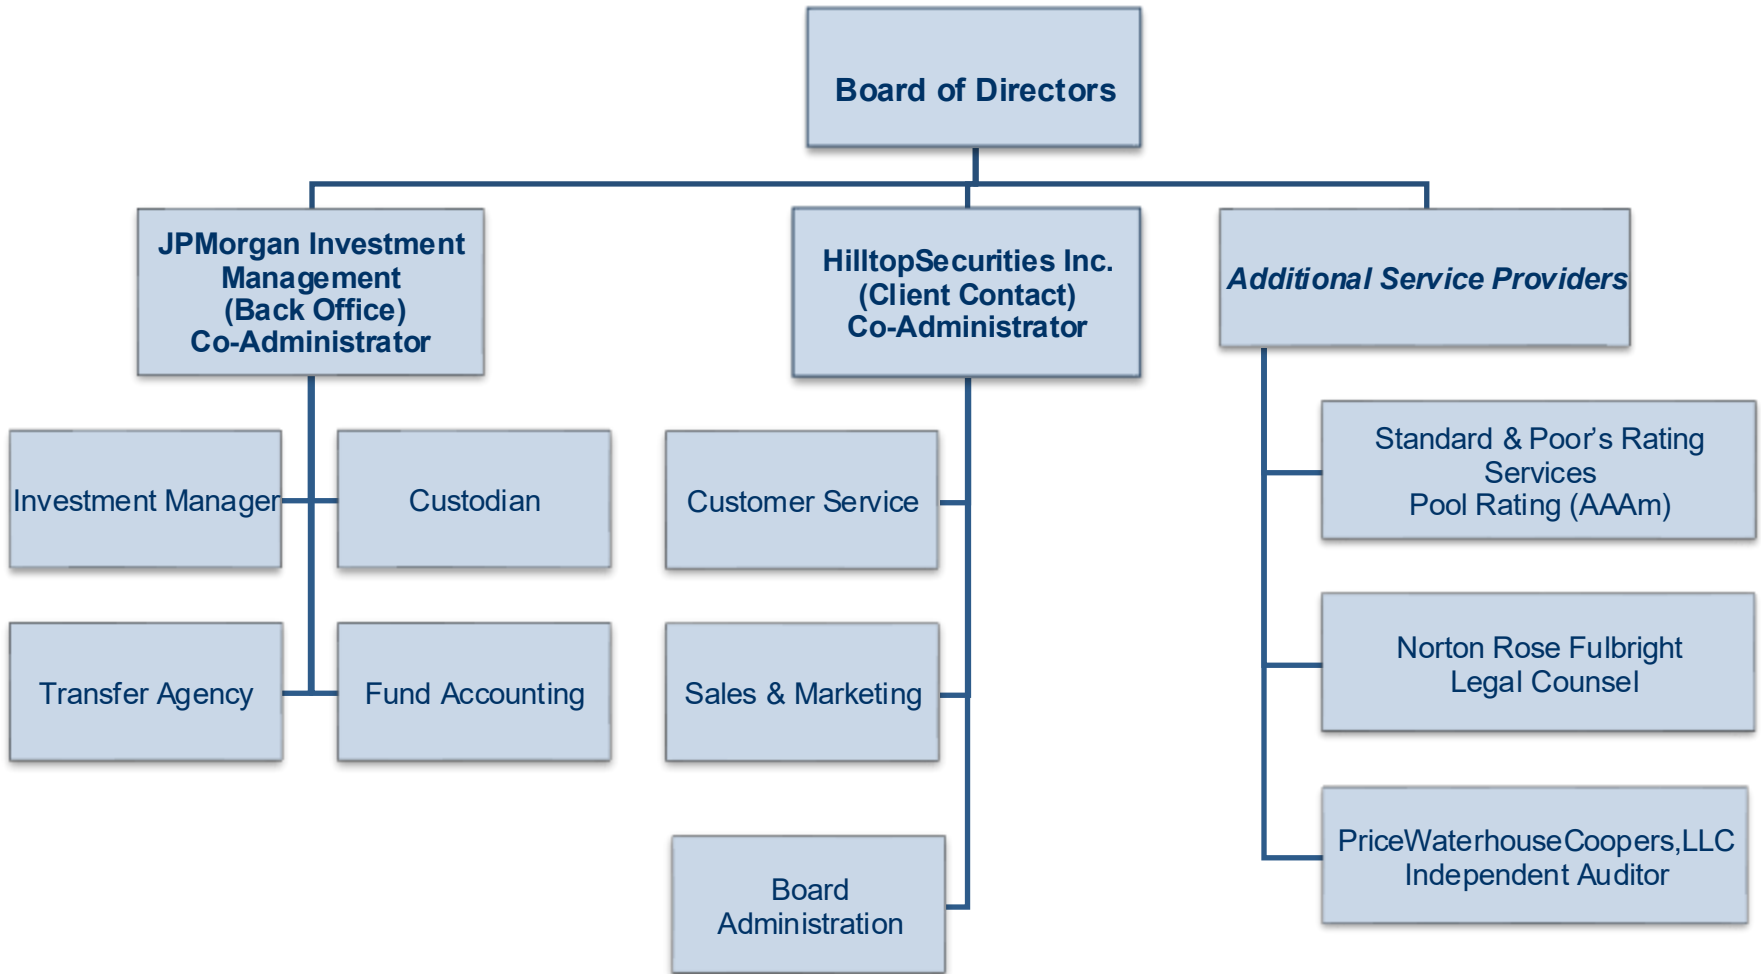 Board of Directors
JPMorgan Investment
Management
(Back Office)
Co-Administrator
HilltopSecurities Inc.
(Client Contact)
Co-Administrator
Additional Service Providers
Investment Manager
Custodian
Transfer Agency
Fund Accounting
Customer Service
Sales & Marketing
Board
Administration
Standard & Poor’s Rating
Services
Pool Rating (AAAm)
Norton Rose Fulbright
Legal Counsel
PriceWaterhouseCoopers,LLC
Independent Auditor